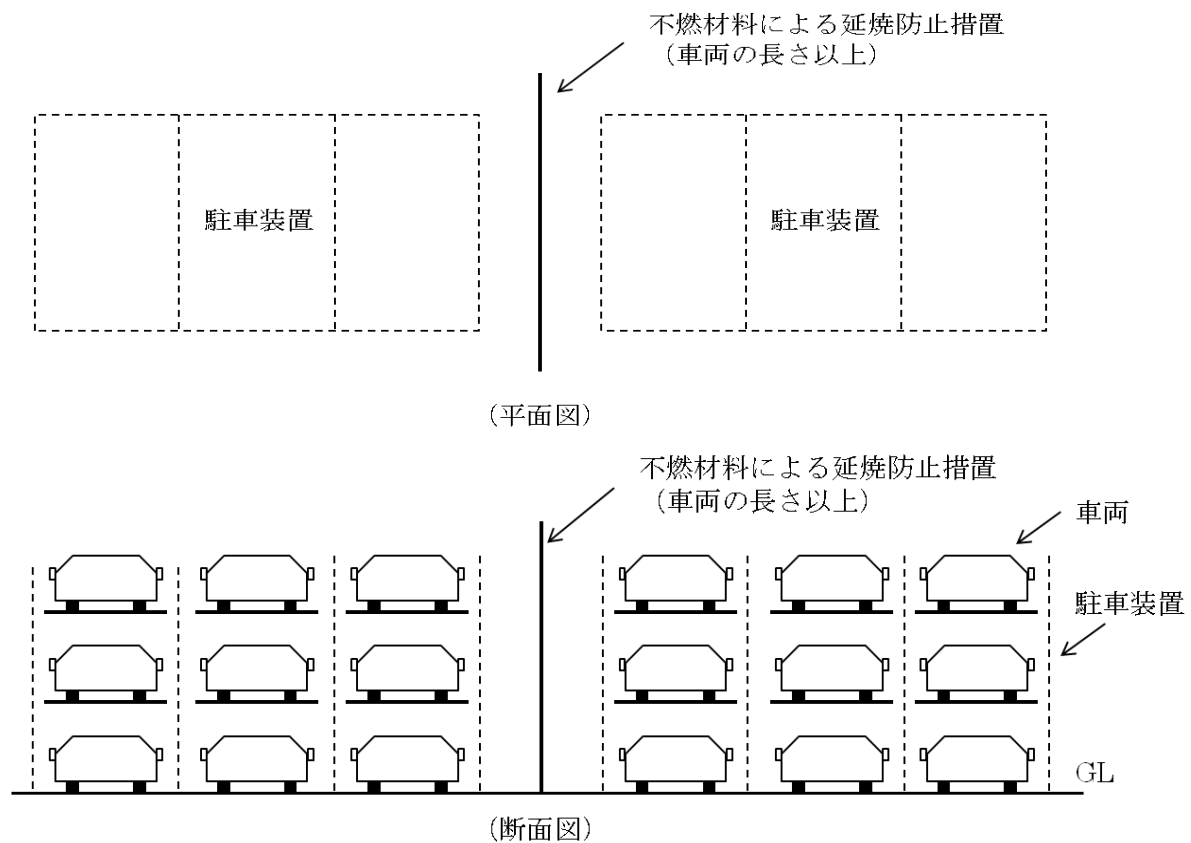 不燃材料による延焼防止措置
（車両の長さ以上）
駐車装置
駐車装置
（平面図）
不燃材料による延焼防止措置
（車両の長さ以上）
車両
駐車装置
GL
（断面図）